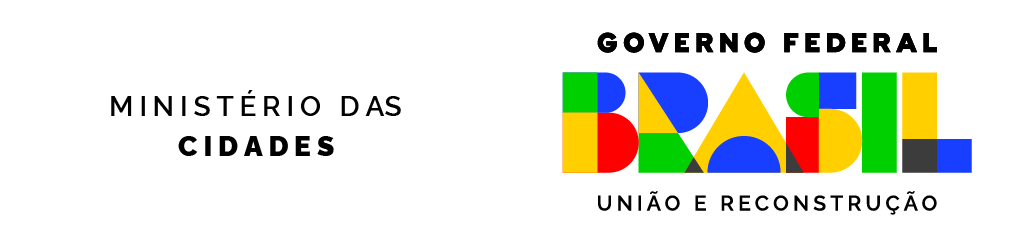 MINISTÉRIO DAS
CIDADES
GOVERNO FEDERAL
BRASIL
UNIÃO E RECONSTRUÇÃO